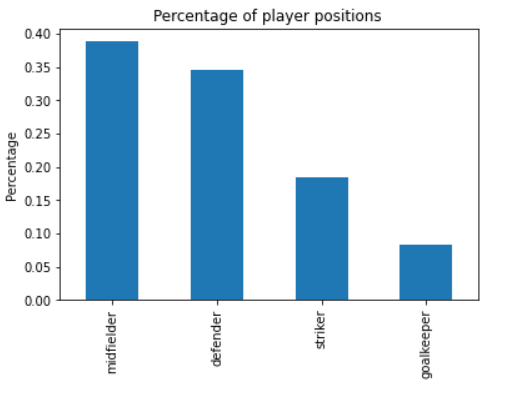 Percentage of player positions
0.40
0.35
0.30
0.25
0.20
0.15
0.10
0.05
0.00
Percentage
midfielder
defender
striker
goalkeeper